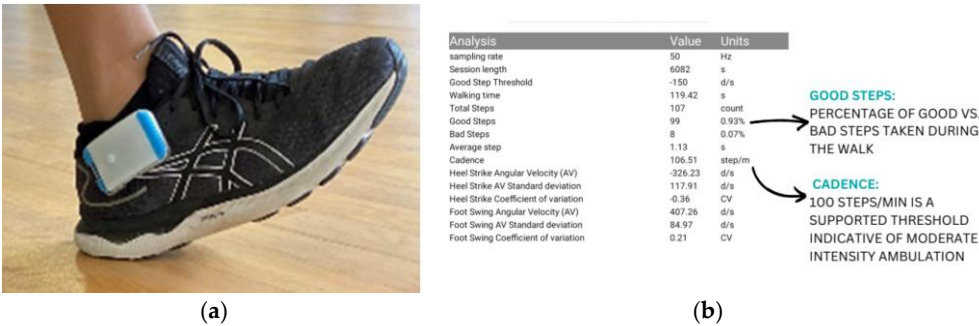 Analysis Value Units
sampling rate 50 Hz
Session length 6082 s
Good Step Threshold -150 d/s
Walking time 119.42 s
Total Steps 107 count
Good Steps 99 0.93%
Bad Steps 8 0.07%
Average step 1.13 s
Cadence 106.51 step/m
Heel Strike Angular Velocity (AV) -326.23 d/s
Heel Strike AV Standard deviation 117.91 d/s
Heel Strike Coefficient of variation -0.36 CV
Foot Swing Angular Velocity (AV) 407.26 d/s
Foot Swing AV Standard deviation 84.97 d/s
Foot Swing Coefficient of variation 0.21 CV
GOOD STEPS:
PERCENTAGE OF GOOD VS.
BAD STEPS TAKEN DURING
THE WALK
CADENCE:
100 STEPS/MIN IS A
SUPPORTED THRESHOLD
INDICATIVE OF MODERATE
INTENSITY AMBULATION
(a)
(b)